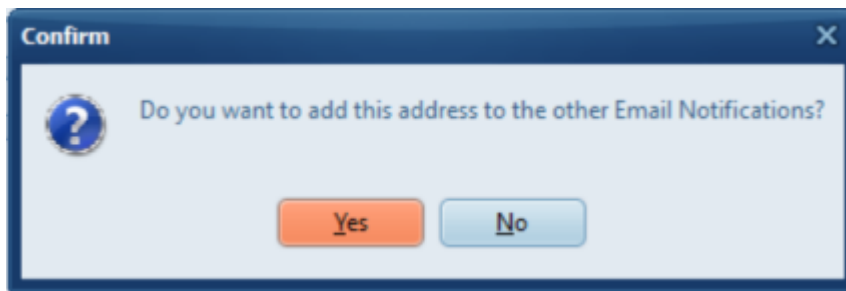 Confirm
Do you want to add this address to the other Email Notifications?
Yes
No